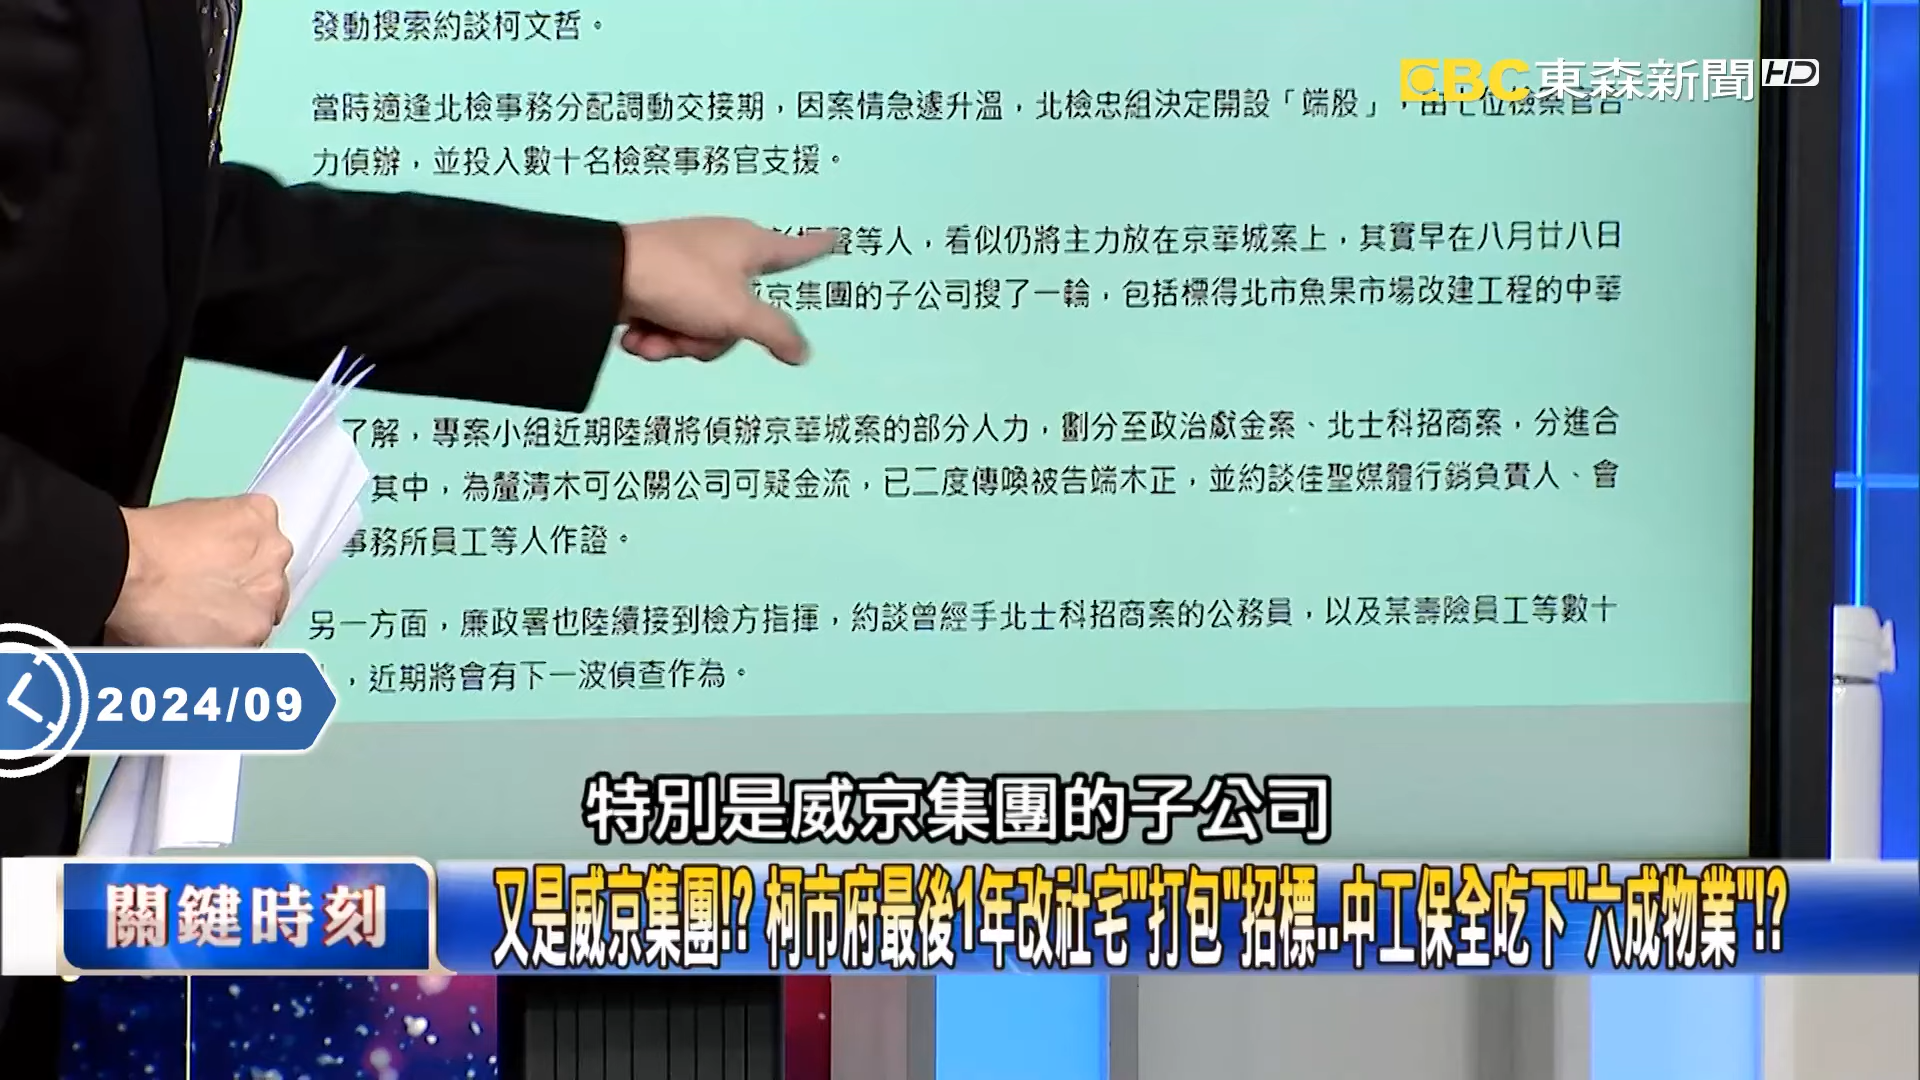 發動搜索約談柯文哲。
EBC東森新聞HD
當時適逢北檢事務分配調動交接期，因案情急遽升溫，北檢忠組決定開設「端股」，由七位檢察官合
力偵辦，並投入數十名檢察事務官支援。
聲等人，看似仍將主力放在京華城案上，其實早在八月廿八日
威京集團的子公司搜了一輪，包括標得北市魚果市場改建工程的中華
了解，專案小組近期陸續將偵辦京華城案的部分人力，劃分至政治獻金案、北士科招商案，分進合
其中，為釐清木可公關公司可疑金流，已二度傳喚被告端木正，並約談佳聖媒體行銷負責人、會
事務所員工等人作證。
另一方面，廉政署也陸續接到檢方指揮，約談曾經手北士科招商案的公務員，以及某壽險員工等數十
，近期將會有下一波偵查作為。
2024/09
特別是威京集團的子公司
關鍵時刻
又是威京集團!? 柯市府最後1年改社宅"打包"招標..中工保全吃下"六成物業"!?